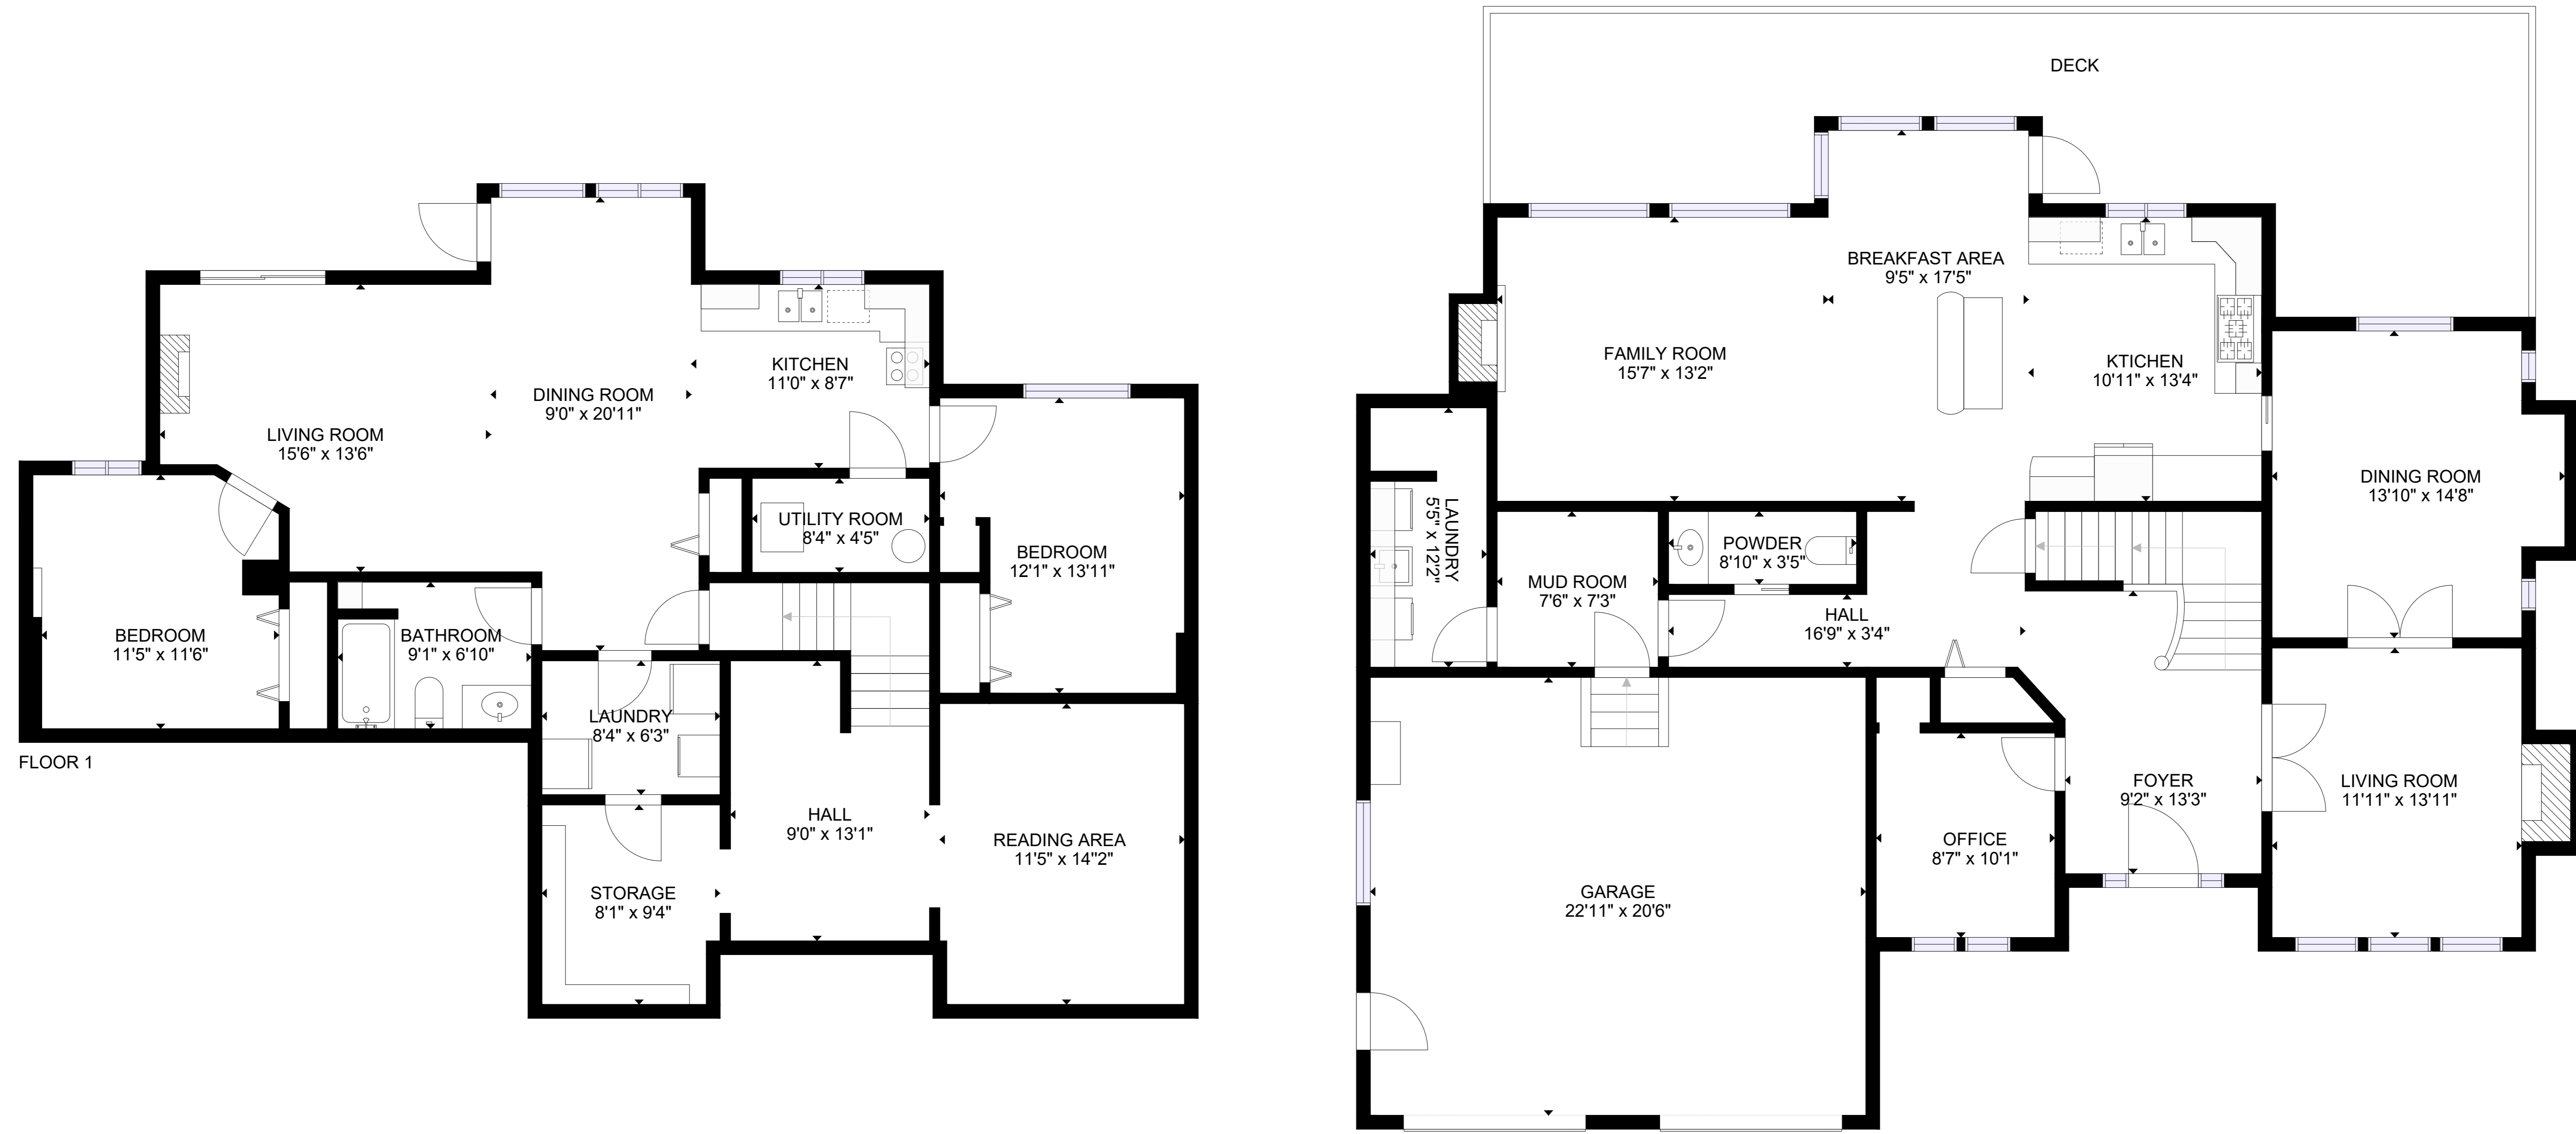 DINING ROOM
9'0" x 20'11"
KITCHEN
11'0" x 8'7"
LIVING ROOM
15'6" x 13'6"
UTILITY ROOM
8'4" x 4'5"
BEDROOM
12'1" x 13'11"
BEDROOM
11'5" x 11'6"
BATHROOM
9'1" x 6'10"
LAUNDRY
8'4" x 6'3"
FLOOR 1
HALL
9'0" x 13'1"
READING AREA
11'5" x 14"2"
STORAGE
8'1" x 9'4"
DECK
BREAKFAST AREA
9'5" x 17'5"
FAMILY ROOM
15'7" x 13'2"
KTICHEN
10'11" x 13'4"
DINING ROOM
13'10" x 14'8"
LAUNDRY
5'5" x 12'2"
MUD ROOM
7'6" x 7'3"
POWDER
8'10" x 3'5"
HALL
16'9" x 3'4"
FOYER
9'2" x 13'3"
LIVING ROOM
11'11" x 13'11"
OFFICE
8'7" x 10'1"
GARAGE
22'11" x 20'6"